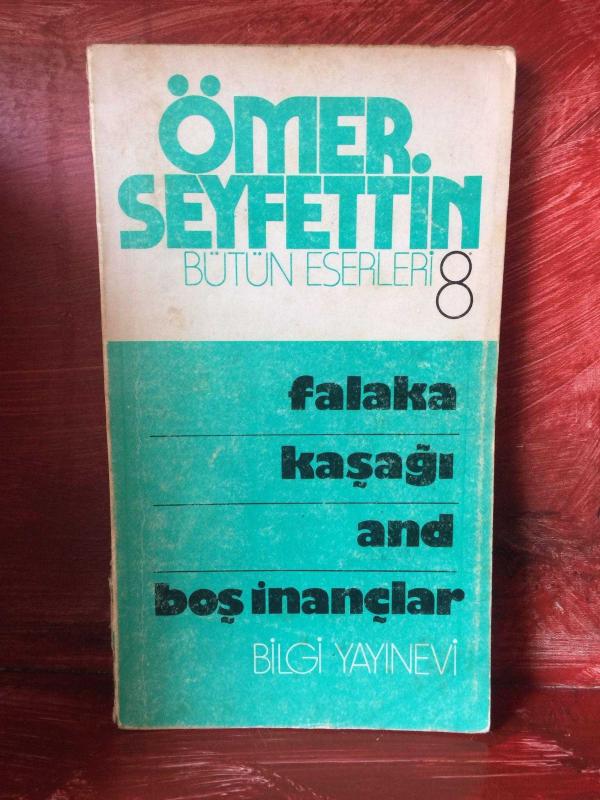 ÖMER
SEYFETTİN
BÜTÜN ESERLERİ 8
falaka
kaşağı
and
boş inançlar
BİLGİ YAYINEVİ